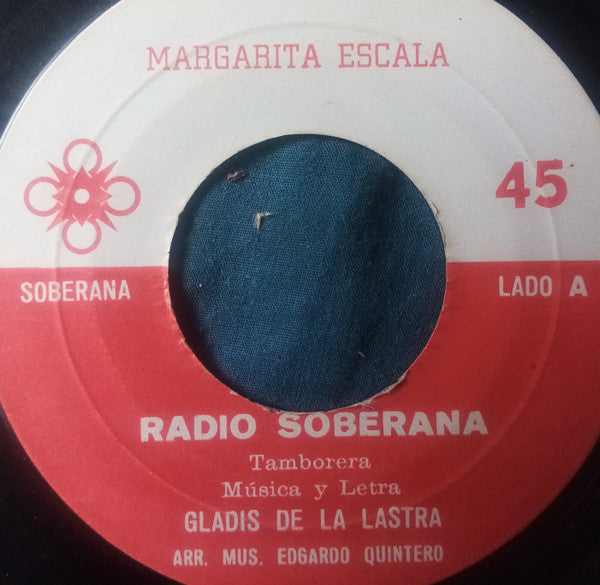 MARGARITA ESCALA
45
SOBERANA
LADO A
RADIO SOBERANA
Tamborera
Música y Letra
GLADIS DE LA LASTRA
ARR. MUS. EDGARDO QUINTERO